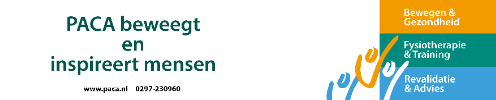 PACA beweegt
en
inspireert mensen
www.paca.nl 0297-230960
Bewegen &
Gezondheid
Fysiotherapie
& Training
Revalidatie
& Advies